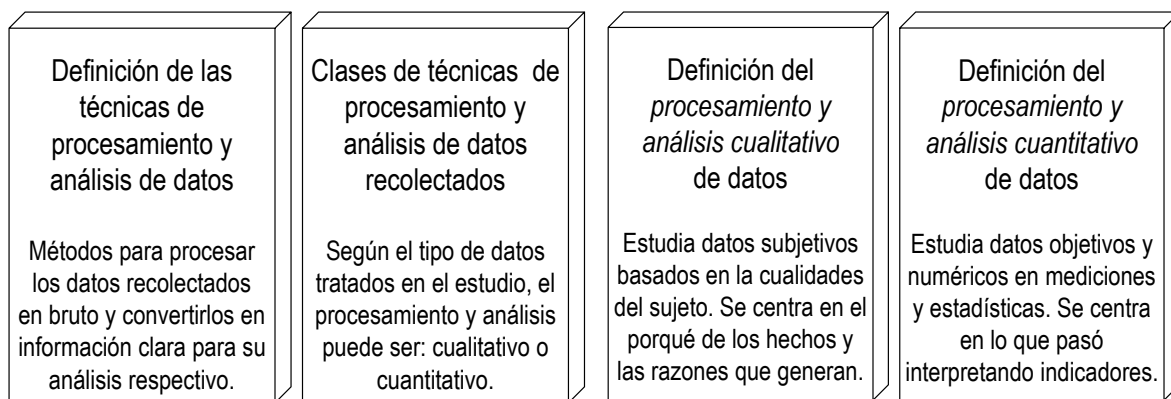 Definición de las
técnicas de
procesamiento y
análisis de datos
Métodos para procesar
los datos recolectados
en bruto y convertirlos en
información clara para su
análisis respectivo.
Clases de técnicas de
procesamiento y
análisis de datos
recolectados
Según el tipo de datos
tratados en el estudio, el
procesamiento y análisis
puede ser: cualitativo o
cuantitativo.
Definición del
procesamiento y
análisis cualitativo
de datos
Estudia datos subjetivos
basados en la cualidades
del sujeto. Se centra en el
porqué de los hechos y
las razones que generan.
Definición del
procesamiento y
análisis cuantitativo
de datos
Estudia datos objetivos y
numéricos en mediciones
y estadísticas. Se centra
en lo que pasó
interpretando indicadores.